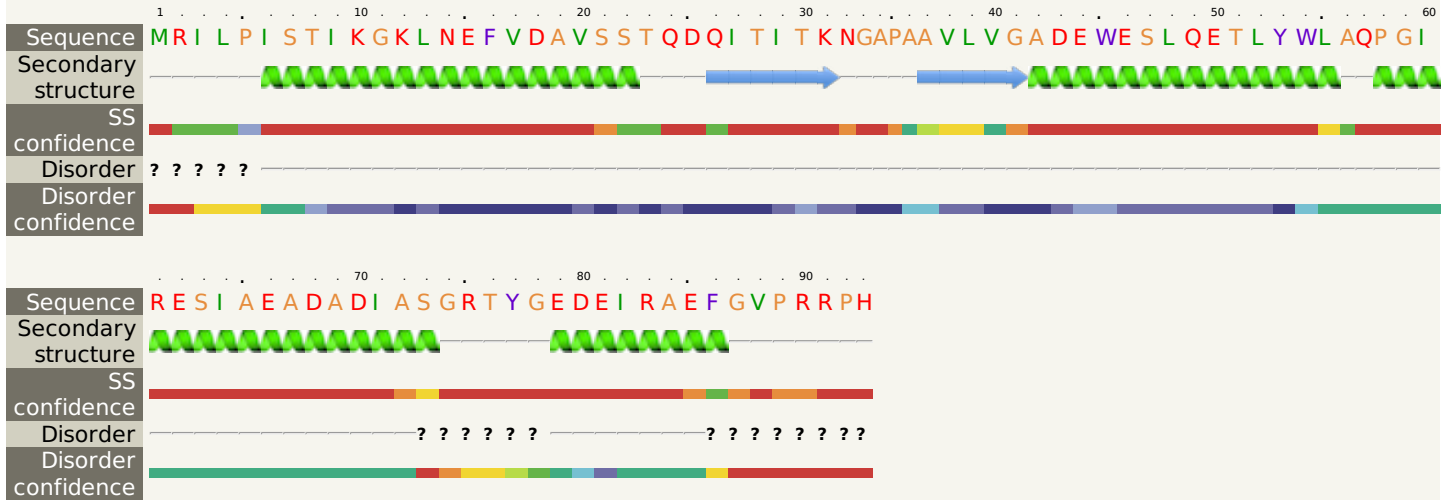 1 . . . . . . . . 10 . . . . . . . . . 20 . . . . . . . . . 30 . . . . . . . . . 40 . . . . . . . . . 50 . . . . . . . . . 60
Sequence M R I L P I S T I K G K L N E F V D A V S S T Q D Q I T I T K N G A P A A V L V G A D E W E S L Q E T L Y W L A Q P G I
Secondary
structure
SS
confidence
Disorder ? ? ? ? ?
Disorder
confidence
. . . . . . . . . 70 . . . . . . . . . 80 . . . . . . . . . 90 . . .
Sequence R E S I A E A D A D I A S G R T Y G E D E I R A E F G V P R R P H
Secondary
structure
SS
confidence
Disorder ? ? ? ? ? ? ? ? ? ? ? ? ? ?
Disorder
confidence